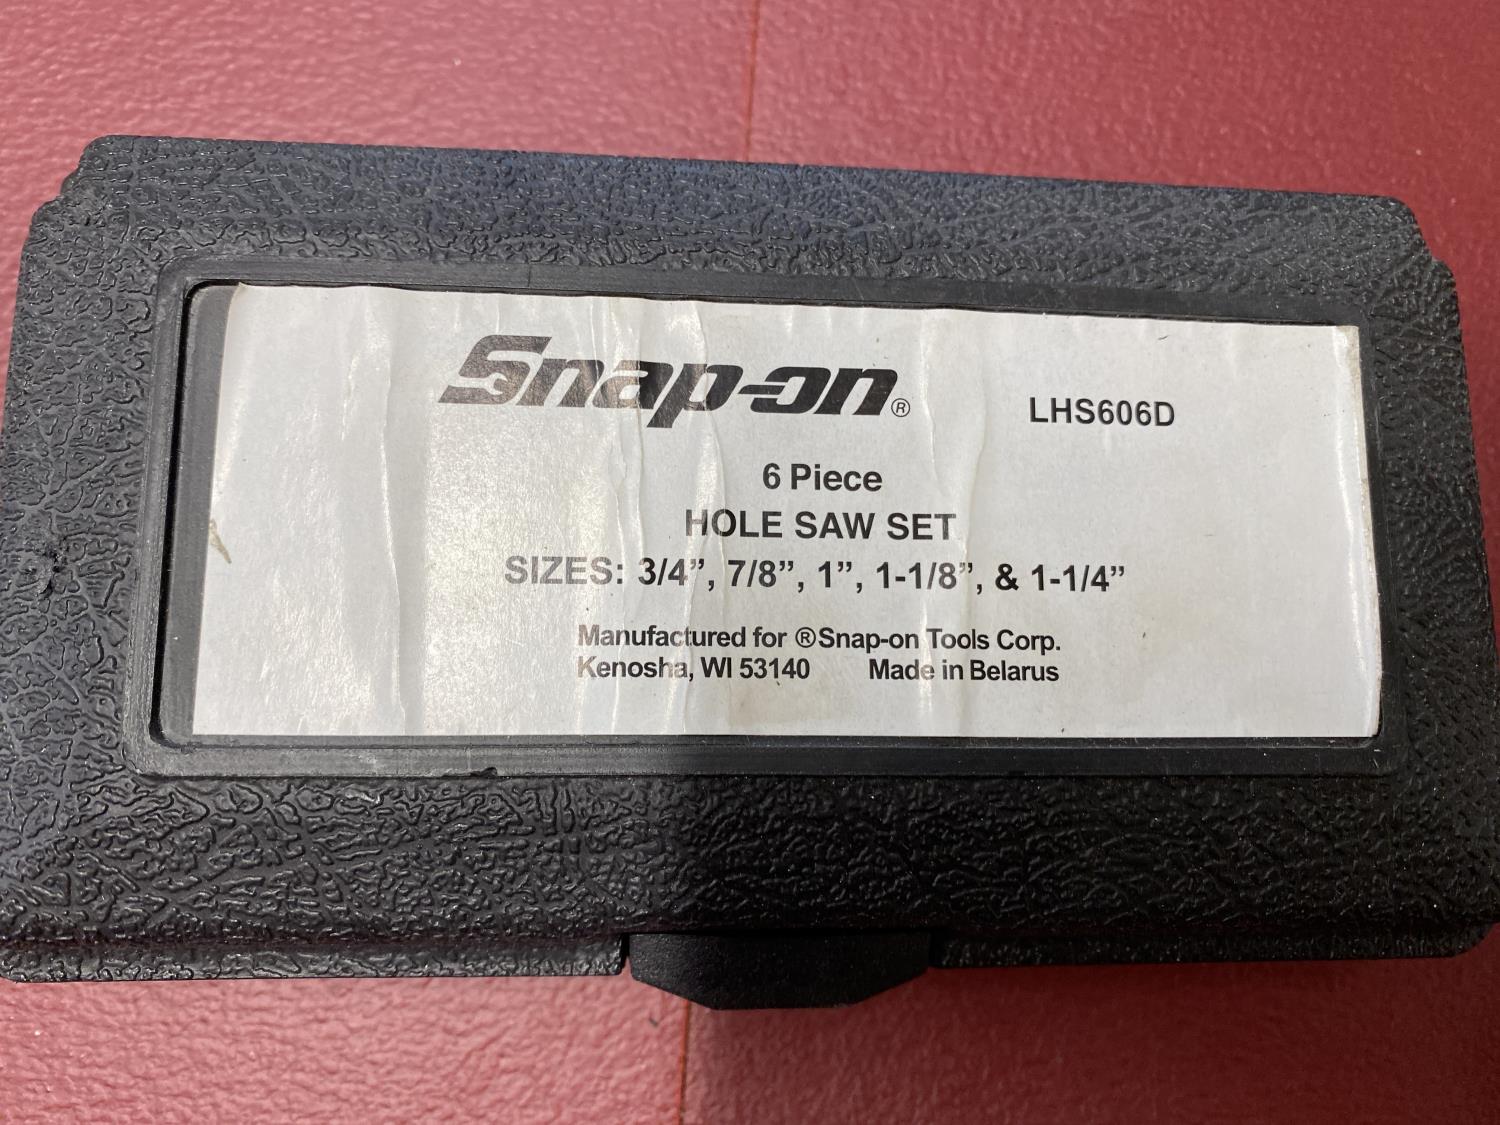 Snap-on®
LHS606D
6 Piece
HOLE SAW SET
SIZES: 3/4”, 7/8”, 1”, 1-1/8”, & 1-1/4”
Manufactured for ®Snap-on Tools Corp.
Kenosha, WI 53140 Made in Belarus